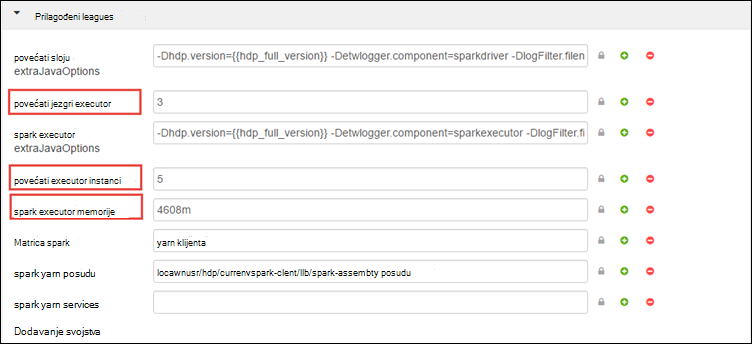 Prilagođeni leagues
povećati sloju
extraJavaOptions
-Dhdp.version={{hdp_full_version}} -Detwlogger.component=sparkdriver -DlogFilter.filen
povećati jezgri executor
3
spark executor
extraJavaOptions
-Dhdp.version={{hdp_full_version}} -Detwlogger.component=sparkexecutor -DlogFilter.fi
povećati executor instanci
5
spark executor memorije
4608m
Matrica spark
yarn klijenta
spark yarn posudu
locawnusr/hdp/currenvspark-clent/llb/spark-assembty posudu
spark yarn services
Dodavanje svojstva